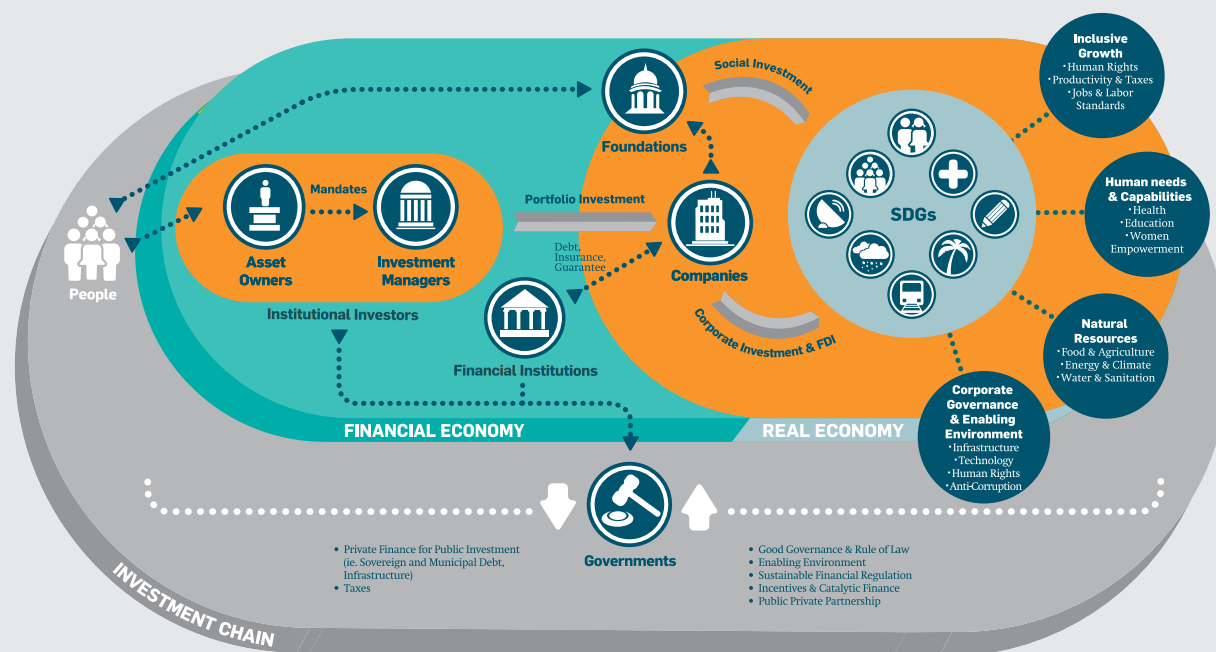 Inclusive
Growth
•Human Rights
•Productivity & Taxes
•Jobs & Labor
Standards
Social Investment
Foundations
Mandates
Asset
Owners
Investment
Managers
Institutional Investors
People
Portfolio Investment
Debt,
Insurance,
Guarantee
Companies
Financial Institutions
Corporate Investment & FDI
SDGs
Human needs
& Capabilities
•Health
•Education
•Women
Empowerment
Natural
Resources
•Food & Agriculture
•Energy & Climate
•Water & Sanitation
Corporate
Governance
& Enabling
Environment
•Infrastructure
•Technology
•Human Rights
•Anti-Corruption
FINANCIAL ECONOMY
REAL ECONOMY
Governments
• Private Finance for Public Investment
(ie. Sovereign and Municipal Debt,
Infrastructure)
• Taxes
• Good Governance & Rule of Law
• Enabling Environment
• Sustainable Financial Regulation
• Incentives & Catalytic Finance
• Public Private Partnership
INVESTMENT CHAIN